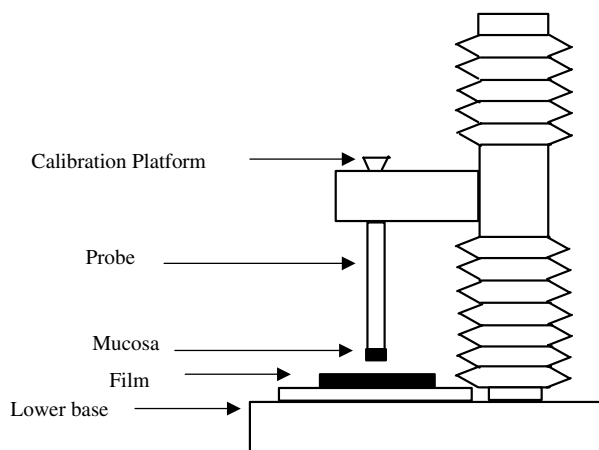 Calibration Platform
Probe
Mucosa
Film
Lower base